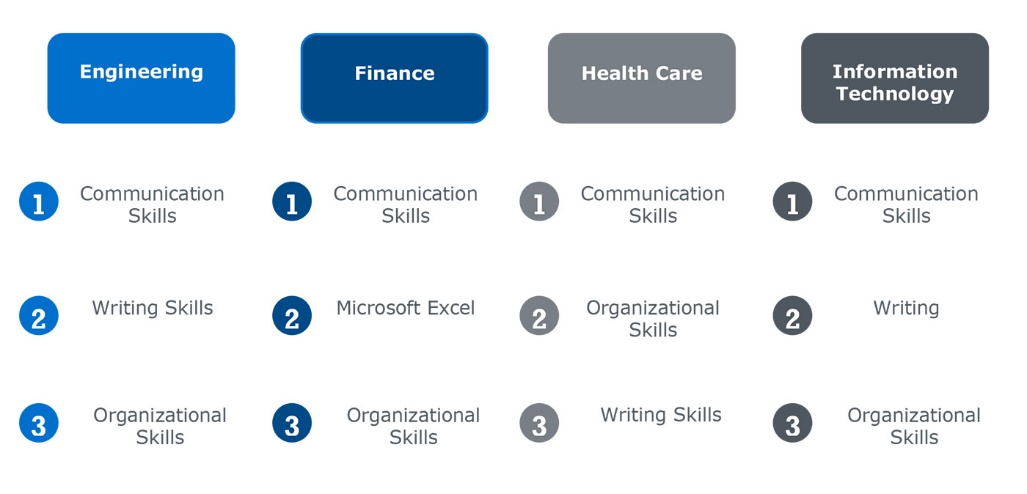 Engineering
Finance
Health Care
Information
Technology
1
Communication
Skills
1
Communication
Skills
1
Communication
Skills
1
Communication
Skills
2
Writing Skills
2
Microsoft Excel
2
Organizational
Skills
2
Writing
3
Organizational
Skills
3
Organizational
Skills
3
Writing Skills
3
Organizational
Skills